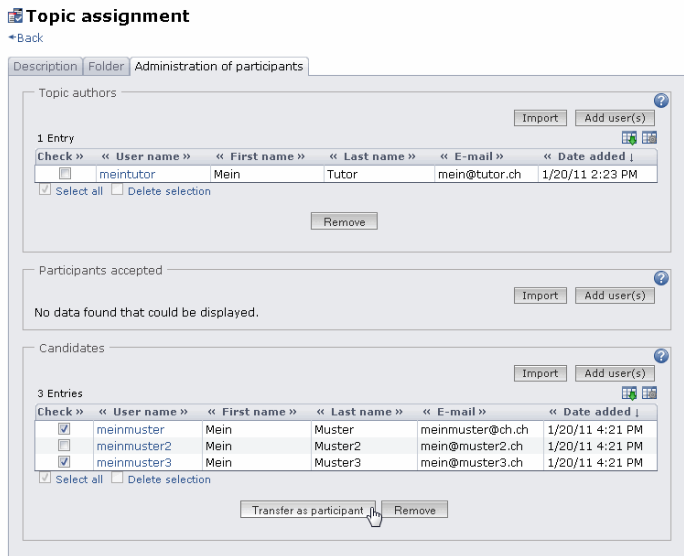 Topic assignment
Back
Description Folder Administration of participants
Topic authors
Import Add user(s)
1 Entry
Check » « User name » « First name » « Last name » « E-mail » « Date added ↓
meintutor Mein Tutor mein@tutor.ch 1/20/11 2:23 PM
Select all Delete selection
Remove
Participants accepted
Import Add user(s)
No data found that could be displayed.
Candidates
Import Add user(s)
3 Entries
Check » « User name » « First name » « Last name » « E-mail » « Date added ↓
meinmuster Mein Muster meinmuster@ch.ch 1/20/11 4:21 PM
meinmuster2 Mein Muster2 mein@muster2.ch 1/20/11 4:21 PM
meinmuster3 Mein Muster3 mein@muster3.ch 1/20/11 4:21 PM
Select all Delete selection
Transfer as participant Remove